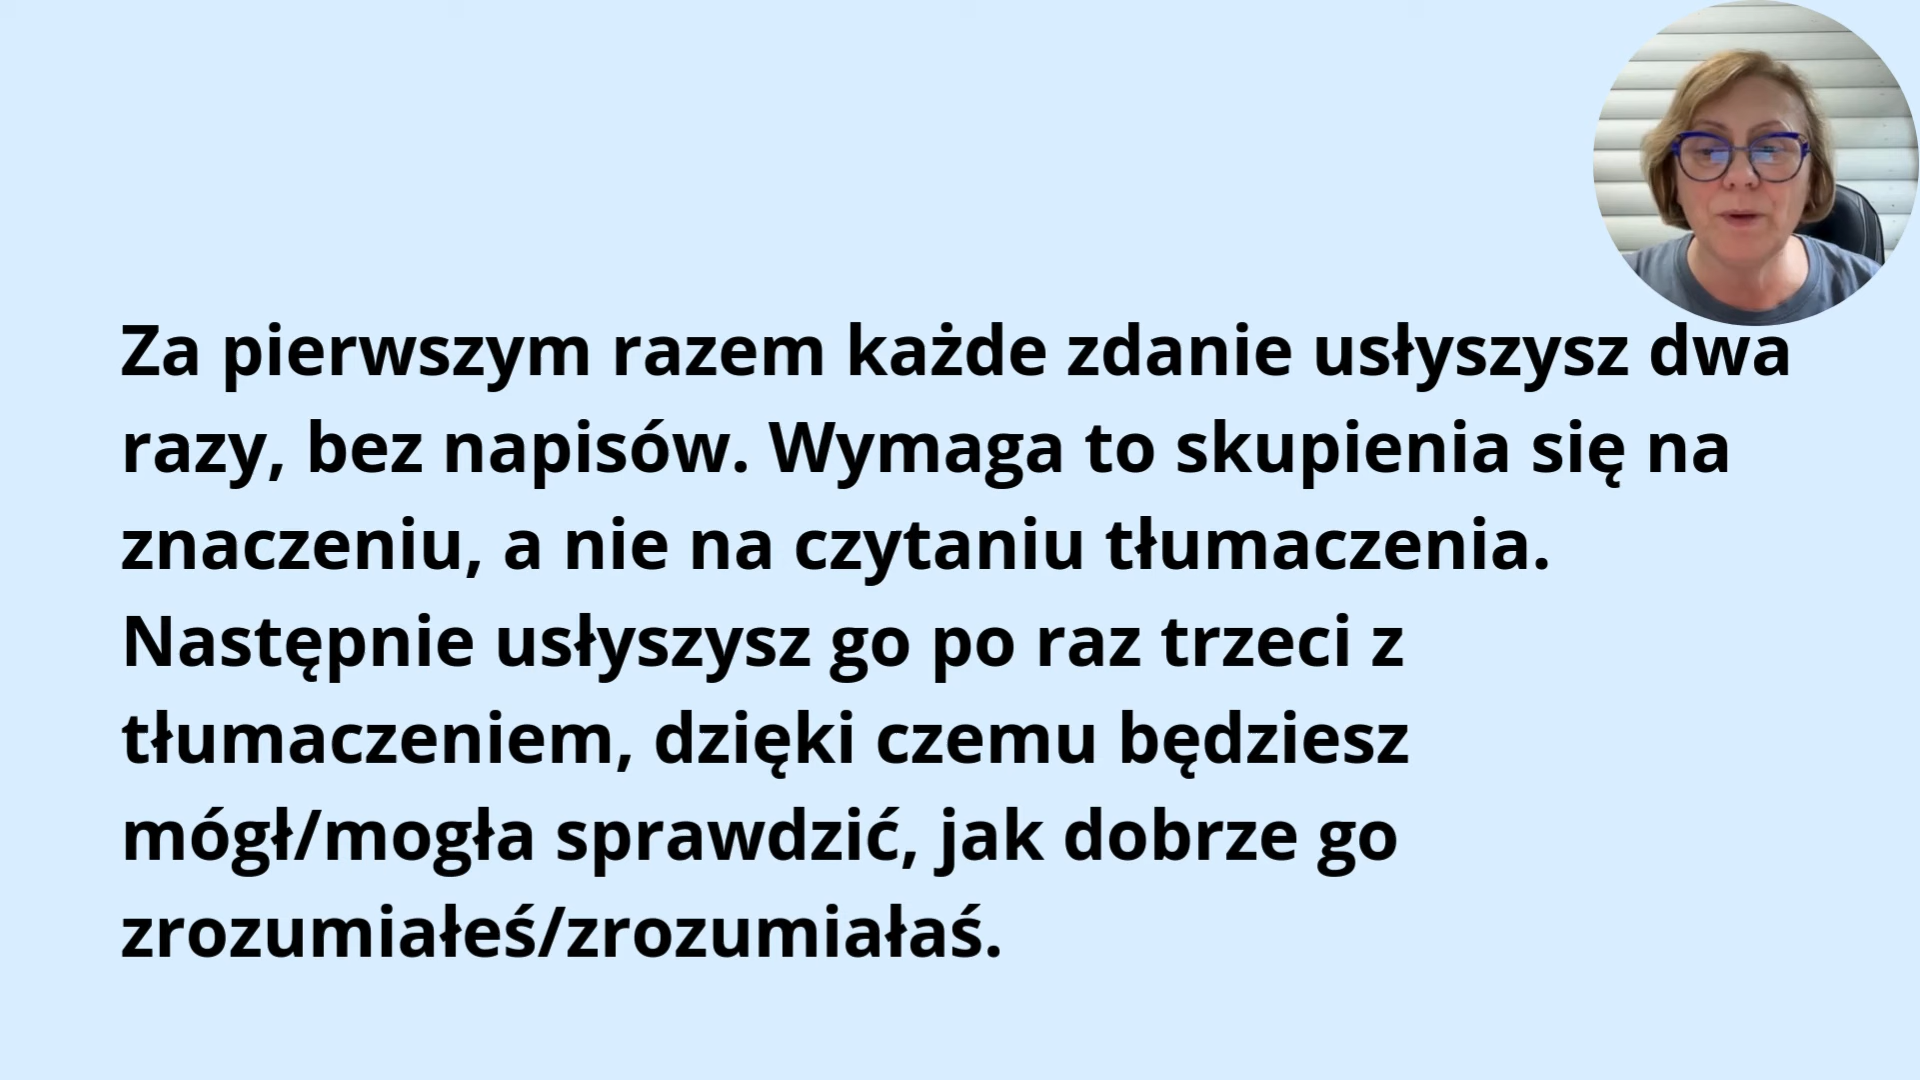 Za pierwszym razem każde zdanie usłyszysz dwa
razy, bez napisów. Wymaga to skupienia się na
znaczeniu, a nie na czytaniu tłumaczenia.
Następnie usłyszysz go po raz trzeci z
tłumaczeniem, dzięki czemu będziesz
mógł/mogła sprawdzić, jak dobrze go
zrozumiałeś/zrozumiałaś.